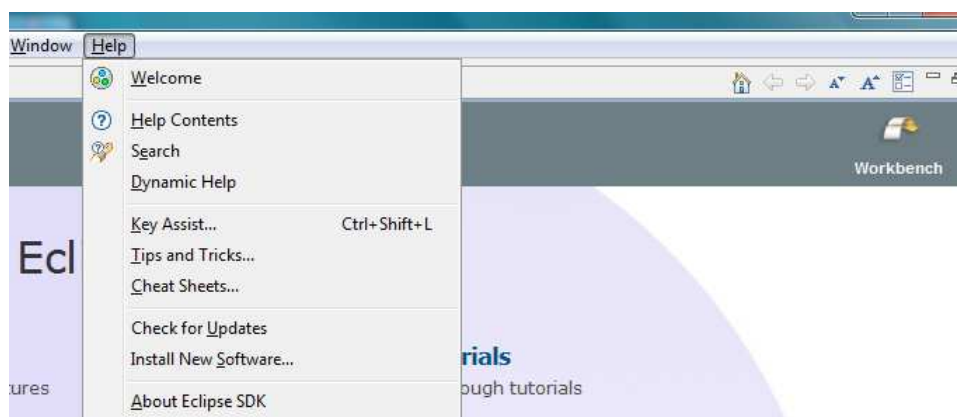 Window Help
Welcome
Help Contents
Search
Dynamic Help
Key Assist... Ctrl+Shift+L
Tips and Tricks...
Cheat Sheets...
Check for Updates
Install New Software...
About Eclipse SDK
Workbench
Ecl
rials
ough tutorials
ures